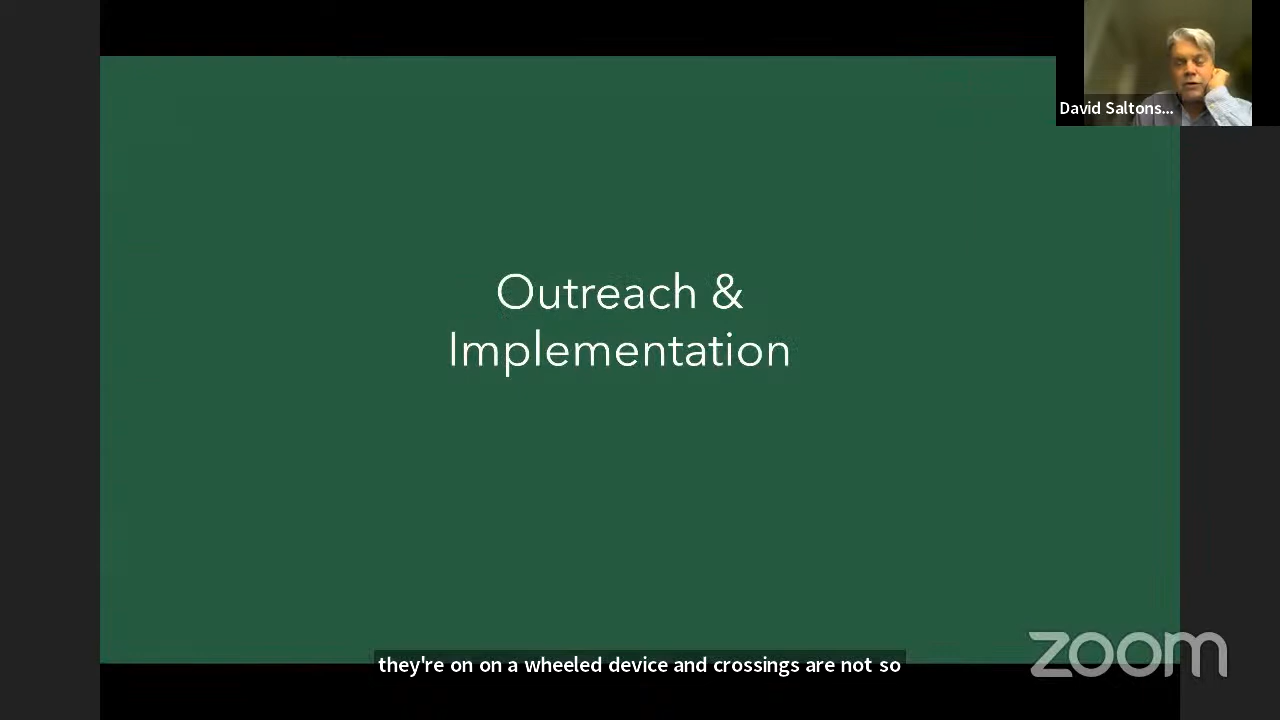 David Saltons...
Outreach &
Implementation
they're on on a wheeled device and crossings are not so
zoom